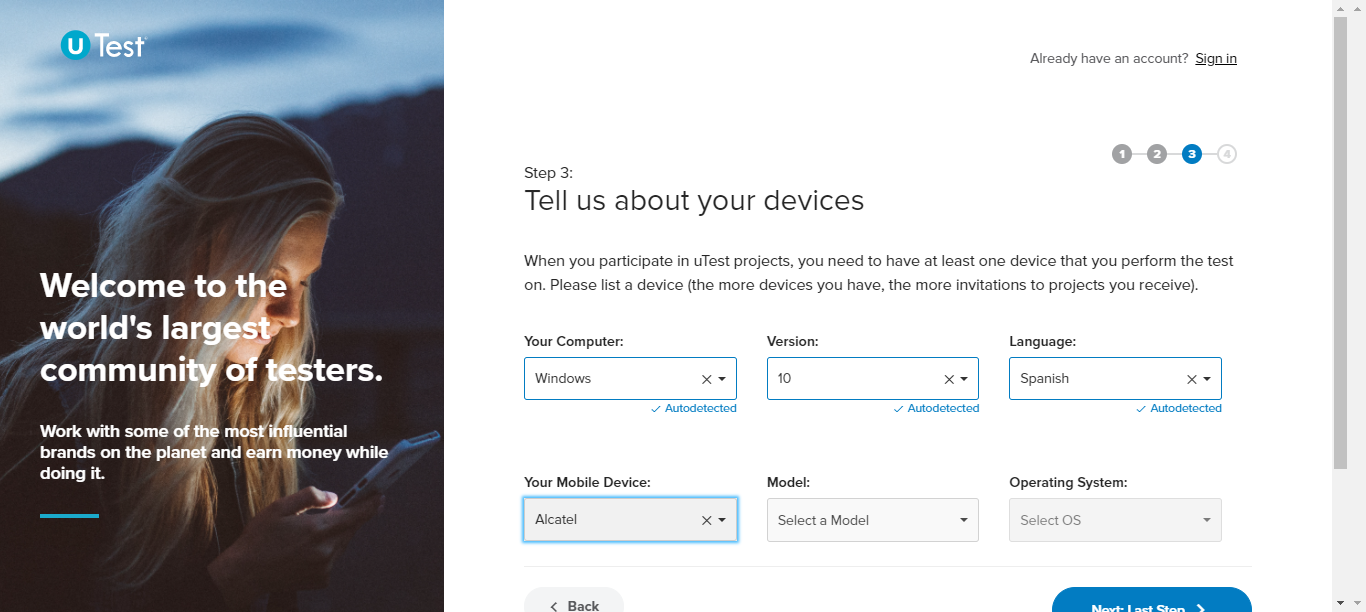 U Test
Already have an account? Sign in
1 2 3 4
Step 3:
Tell us about your devices
When you participate in uTest projects, you need to have at least one device that you perform the test
on. Please list a device (the more devices you have, the more invitations to projects you receive).
Welcome to the
world's largest
community of testers.
Work with some of the most influential
brands on the planet and earn money while
doing it.
Your Computer: Version: Language:
Windows 10 Spanish
Autodetected Autodetected Autodetected
Your Mobile Device: Model: Operating System:
Alcatel Select a Model Select OS
Back Next: Last Step